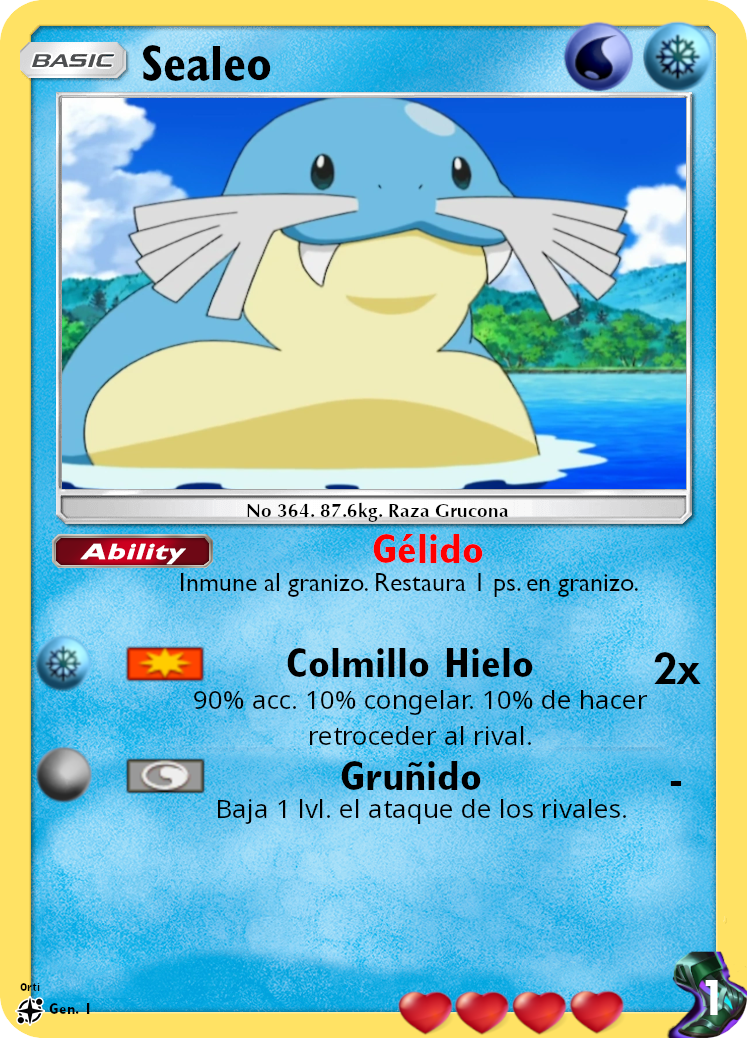 BASIC Sealeo
No 364. 87.6kg. Raza Grucona
Ability Gélido
Inmune al granizo. Restaura 1 ps. en granizo.
Colmillo Hielo 2x
90% acc. 10% congelar. 10% de hacer
retroceder al rival.
Gruñido -
Baja 1 lvl. el ataque de los rivales.
Orti
Gen. 1
1